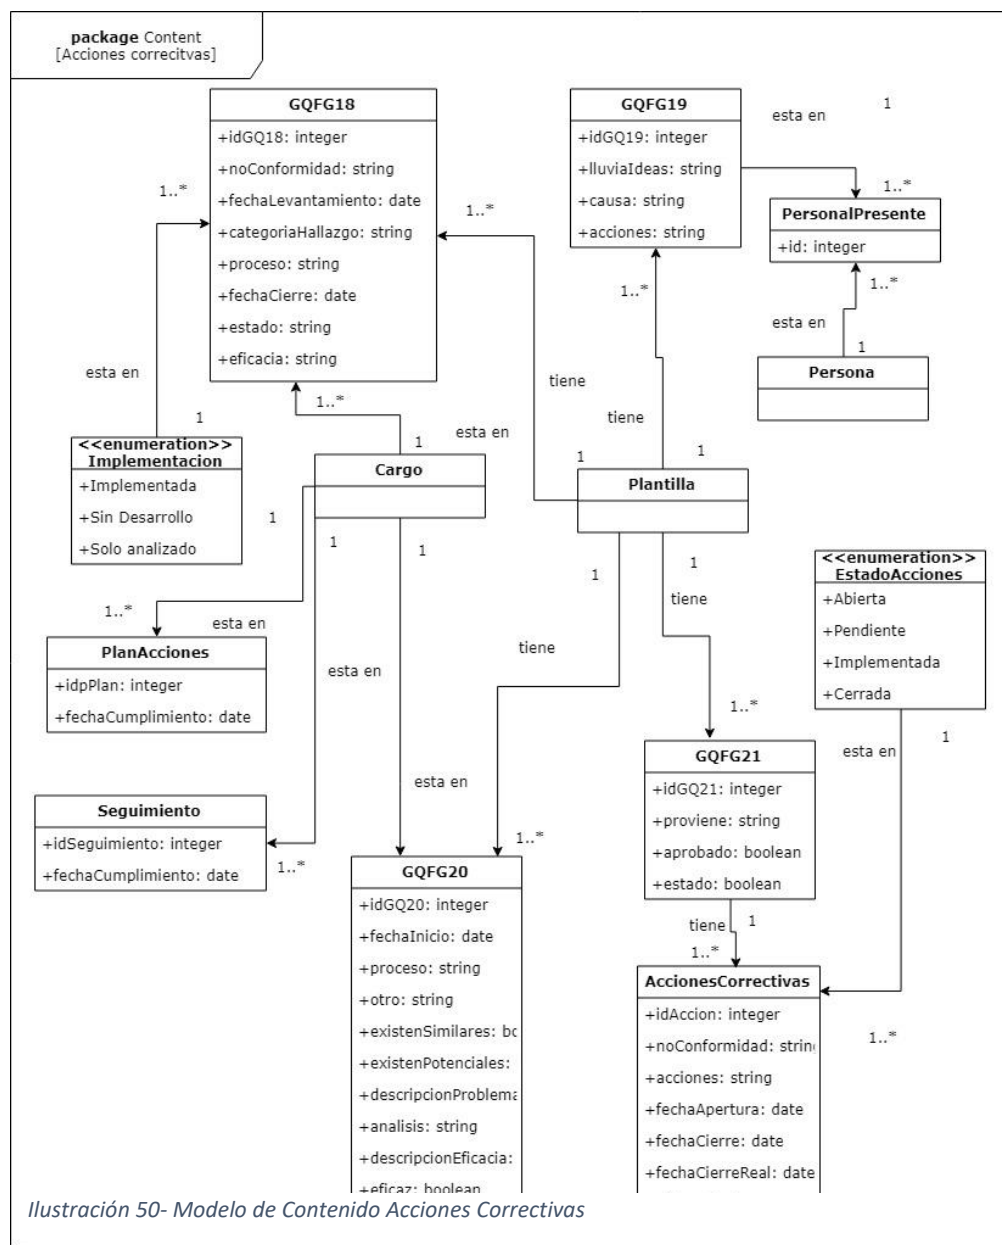 package Content
[Acciones correcitvas]
GQFG18
+idGQ18: integer
+noConformidad: string
+fechaLevantamiento: date
+categoriaHallazgo: string
+proceso: string
+fechaCierre: date
+estado: string
+eficacia: string
GQFG19
+idGQ19: integer
+lluviaIdeas: string
+causa: string
+acciones: string
esta en
1
1..*
PersonalPresente
+id: integer
1..*
esta en
1
Persona
1..*
esta en
1
1..*
tiene
1
1..*
tiene
1
1..*
1
esta en
<<enumeration>>
Implementacion
+Implementada
+Sin Desarrollo
+Solo analizado
Cargo
Plantilla
1
1
1
1
1
<<enumeration>>
EstadoAcciones
+Abierta
+Pendiente
+Implementada
+Cerrada
1..*
esta en
PlanAcciones
+idpPlan: integer
+fechaCumplimiento: date
esta en
tiene
tiene
1..*
esta en
1
GQFG21
+idGQ21: integer
+proviene: string
+aprobado: boolean
+estado: boolean
Seguimiento
+idSeguimiento: integer
+fechaCumplimiento: date
1..*
esta en
1..*
GQFG20
+idGQ20: integer
+fechaInicio: date
+proceso: string
+otro: string
+existenSimilares: bo
+existenPotenciales:
+descripcionProblema
+analisis: string
+descripcionEficacia:
+eficaz: boolean
tiene
1
1..*
AccionesCorrectivas
+idAccion: integer
+noConformidad: string
+acciones: string
+fechaApertura: date
+fechaCierre: date
+fechaCierreReal: date
1..*
Ilustración 50- Modelo de Contenido Acciones Correctivas